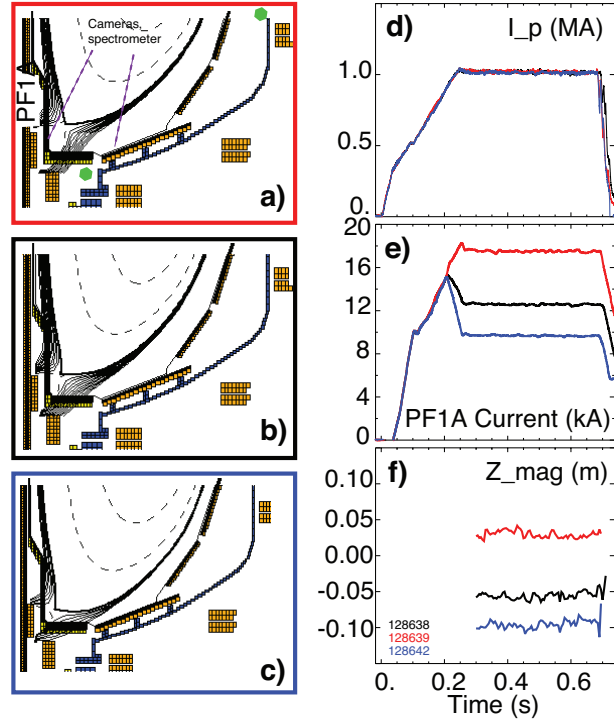 Cameras,
spectrometer
PF1A
a)
b)
c)
d) I_p (MA)
1.0
0.5
0.
e)
20
16
12
8
4
0
PF1A Current (kA)
f) Z_mag (m)
0.10
0.05
0.00
-0.05
-0.10
128638
128639
128642
0. 0.2 0.4 0.6
Time (s)